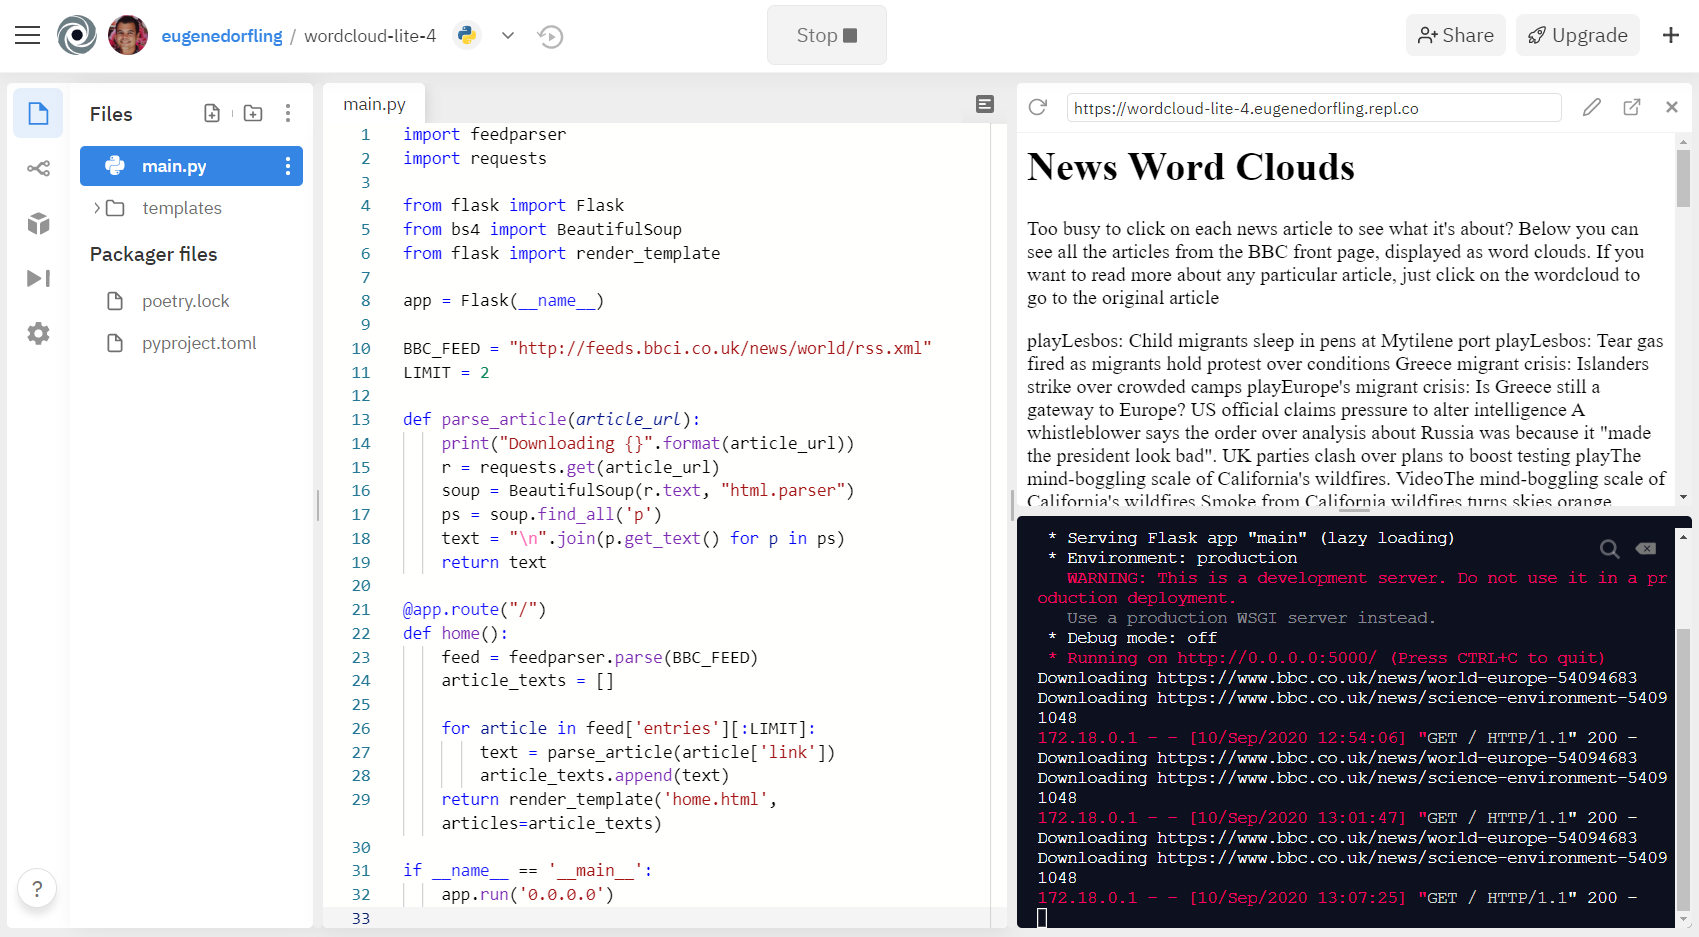 eugenedorfling / wordcloud-lite-4
Stop
Share
Upgrade
Files
main.py
templates
Packager files
poetry.lock
pyproject.toml
?
main.py
1 import feedparser
2 import requests
3
4 from flask import Flask
5 from bs4 import BeautifulSoup
6 from flask import render_template
7
8 app = Flask(__name__)
9
10 BBC_FEED = "http://feeds.bbci.co.uk/news/world/rss.xml"
11 LIMIT = 2
12
13 def parse_article(article_url):
14 print("Downloading {}".format(article_url))
15 r = requests.get(article_url)
16 soup = BeautifulSoup(r.text, "html.parser")
17 ps = soup.find_all('p')
18 text = "\n".join(p.get_text() for p in ps)
19 return text
20
21 @app.route("/")
22 def home():
23 feed = feedparser.parse(BBC_FEED)
24 article_texts = []
25
26 for article in feed['entries'][:LIMIT]:
27 text = parse_article(article['link'])
28 article_texts.append(text)
29 return render_template('home.html',
articles=article_texts)
30
31 if __name__ == '__main__':
32 app.run('0.0.0.0')
33
https://wordcloud-lite-4.eugenedorfling.repl.co
News Word Clouds
Too busy to click on each news article to see what it's about? Below you can
see all the articles from the BBC front page, displayed as word clouds. If you
want to read more about any particular article, just click on the wordcloud to
go to the original article
playLesbos: Child migrants sleep in pens at Mytilene port playLesbos: Tear gas
fired as migrants hold protest over conditions Greece migrant crisis: Islanders
strike over crowded camps playEurope's migrant crisis: Is Greece still a
gateway to Europe? US official claims pressure to alter intelligence A
whistleblower says the order over analysis about Russia was because it "made
the president look bad". UK parties clash over plans to boost testing playThe
mind-boggling scale of California's wildfires. VideoThe mind-boggling scale of
California's wildfires Smoke from California wildfires turns skies orange
* Serving Flask app "main" (lazy loading)
* Environment: production
WARNING: This is a development server. Do not use it in a pr
oduction deployment.
Use a production WSGI server instead.
* Debug mode: off
* Running on http://0.0.0.0:5000/ (Press CTRL+C to quit)
Downloading https://www.bbc.co.uk/news/world-europe-54094683
Downloading https://www.bbc.co.uk/news/science-environment-5409
1048
172.18.0.1 - - [10/Sep/2020 12:54:06] "GET / HTTP/1.1" 200 -
Downloading https://www.bbc.co.uk/news/world-europe-54094683
Downloading https://www.bbc.co.uk/news/science-environment-5409
1048
172.18.0.1 - - [10/Sep/2020 13:01:47] "GET / HTTP/1.1" 200 -
Downloading https://www.bbc.co.uk/news/world-europe-54094683
Downloading https://www.bbc.co.uk/news/science-environment-5409
1048
172.18.0.1 - - [10/Sep/2020 13:07:25] "GET / HTTP/1.1" 200 -